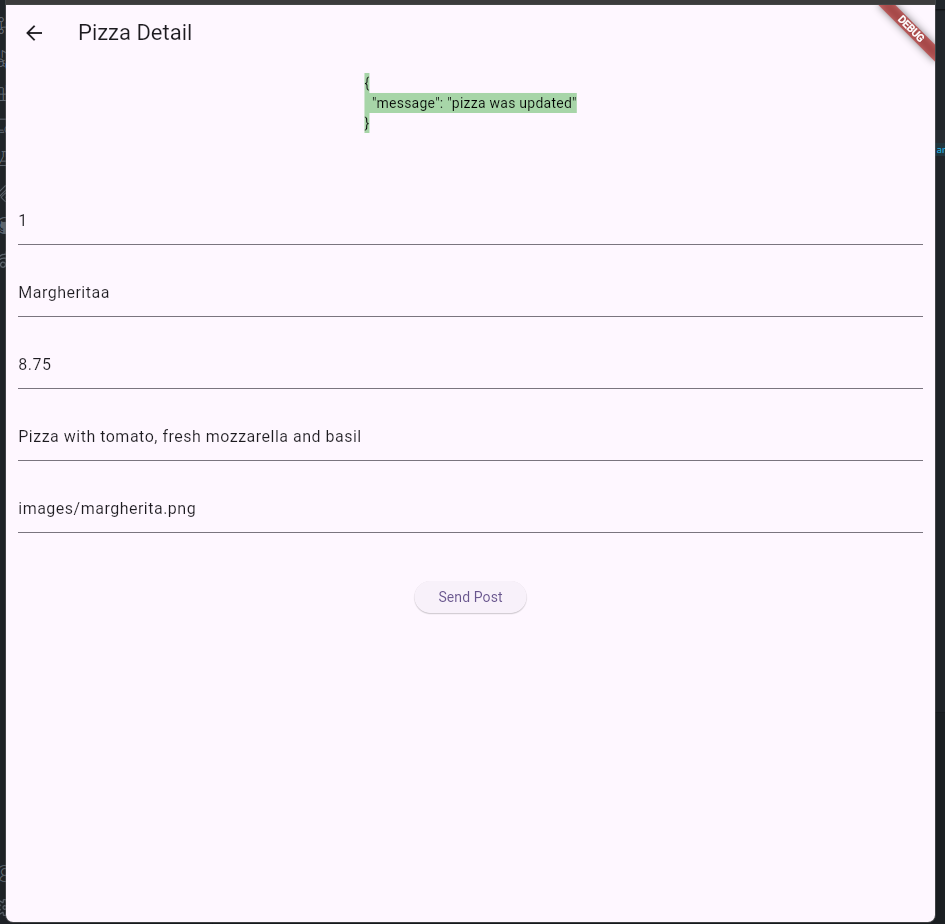 Pizza Detail
DEBUG
{
"message": "pizza was updated"
}
1
Margheritaa
8.75
Pizza with tomato, fresh mozzarella and basil
images/margherita.png
Send Post